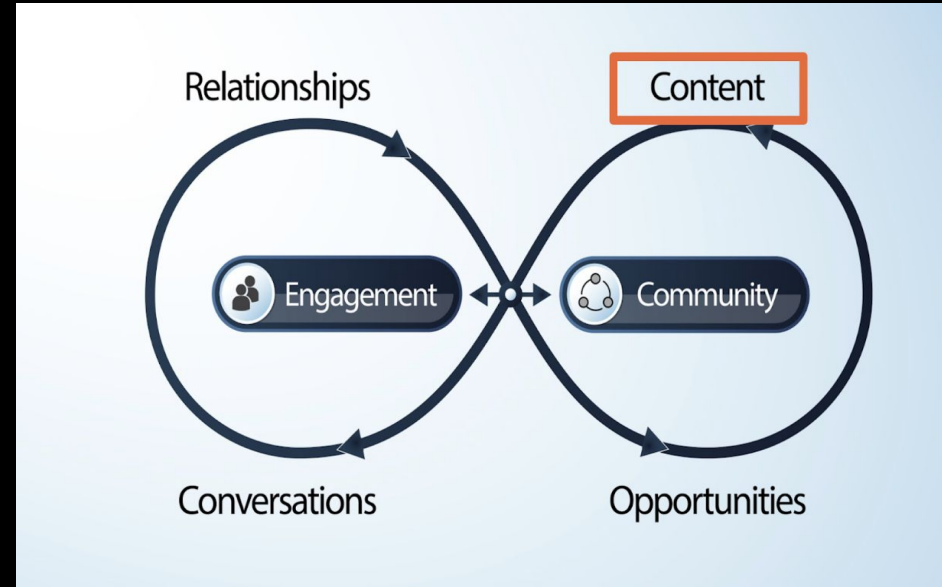 Relationships
Content
Engagement
Community
Conversations
Opportunities